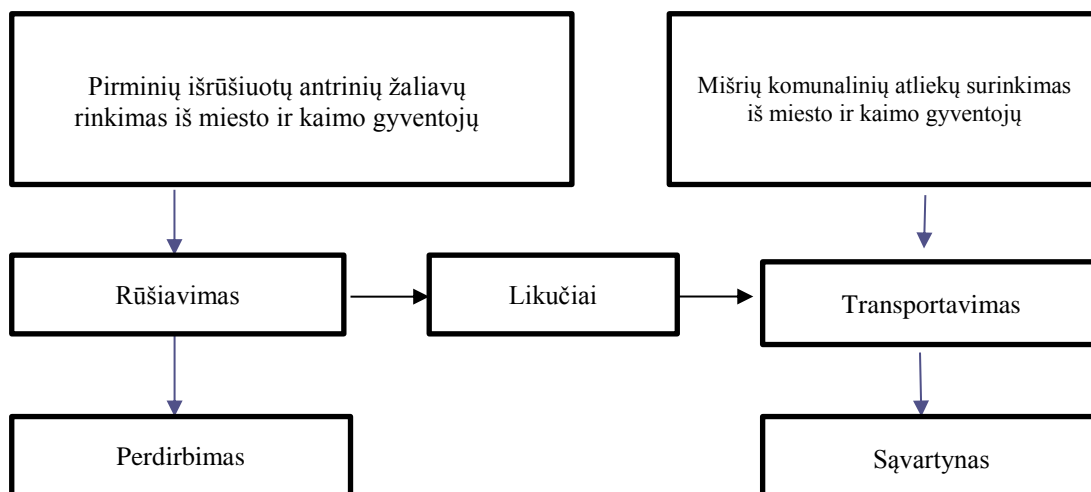 Pirminių išrūšiuotų antrinių žaliavų
rinkimas iš miesto ir kaimo gyventojų
Mišrių komunalinių atliekų surinkimas
iš miesto ir kaimo gyventojų
Rūšiavimas
Likučiai
Transportavimas
Perdirbimas
Sąvartynas